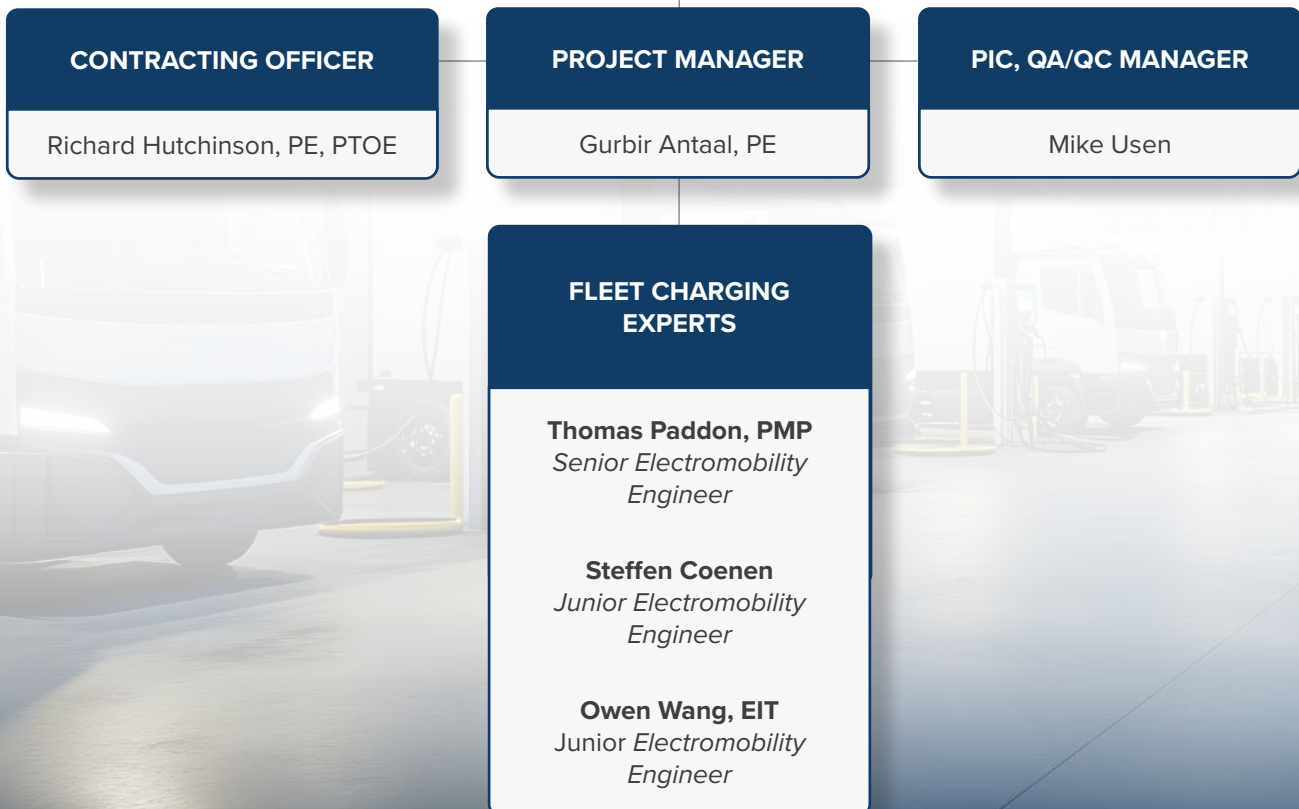 CONTRACTING OFFICER
Richard Hutchinson, PE, PTOE
PROJECT MANAGER
Gurbir Antaal, PE
PIC, QA/QC MANAGER
Mike Usen
FLEET CHARGING
EXPERTS
Thomas Paddon, PMP
Senior Electromobility
Engineer
Steffen Coenen
Junior Electromobility
Engineer
Owen Wang, EIT
Junior Electromobility
Engineer